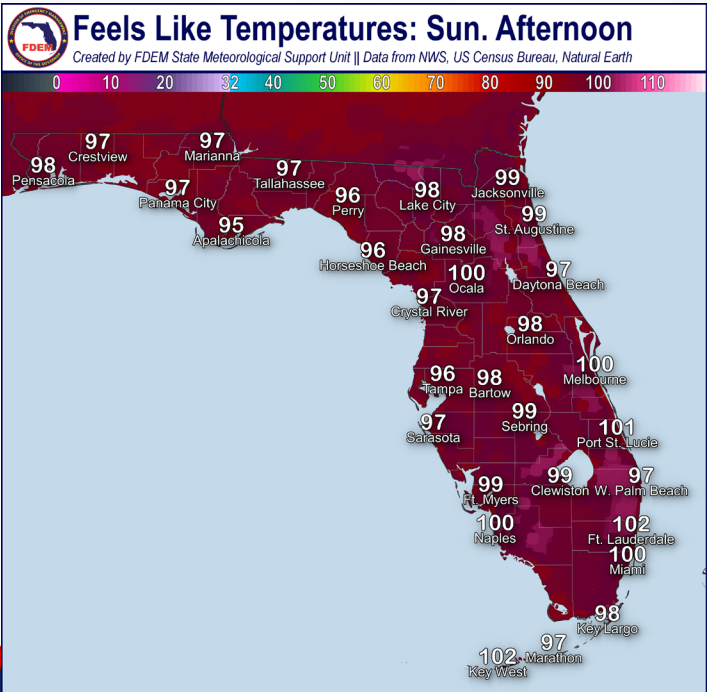 Feels Like Temperatures: Sun. Afternoon
FDEM
Created by FDEM State Meteorological Support Unit || Data from NWS, US Census Bureau, Natural Earth
0 10 20 32 40 50 60 70 80 90 100 110
97
Crestview
97
Marianna
98
Pensacola
97
Tallahassee
97
Panama City
96
Perry
98
Lake City
99
Jacksonville
95
Apalachicola
99
St. Augustine
98
Gainesville
96
Horseshoe Beach
100
Ocala
97
Daytona Beach
97
Crystal River
98
Orlando
100
Melbourne
96
Tampa
98
Bartow
99
Sebring
97
Sarasota
101
Port St. Lucie
99
Ft. Myers
99
Clewiston
97
W. Palm Beach
100
Naples
102
Ft. Lauderdale
100
Miami
98
Key Largo
97
Marathon
102
Key West